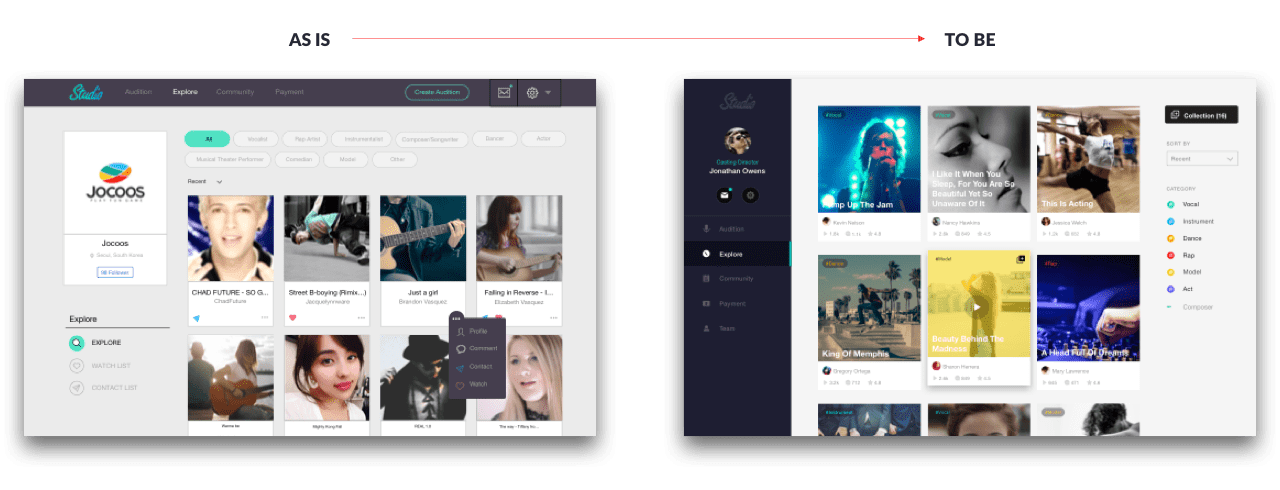 AS IS
TO BE
Studio
Audition
Explore
Community
Payment
Create Audition
All
Vocalist
Rap Artist
Instrumentalist
Composer/Songwriter
Dancer
Actor
Musical Theater Performer
Comedian
Model
Other
JOCOOS
Jocoos
Seoul, South Korea
98 Follower
Explore
EXPLORE
WATCH LIST
CONTACT LIST
Recent
CHAD FUTURE - SO G...
ChadFuture
Street B-boying (Rimix...)
Jacquelynnware
Just a girl
Brandon Vasquez
Falling in Reverse - I...
Elizabeth Vasquez
Profile
Comment
Contact
Watch
Studio
Casting Director
Jonathan Owens
Audition
Explore
Community
Payment
Team
#Vocal
Pump Up The Jam
Kevin Nelson
#Vocal
I Like It When You
Sleep, For You Are So
Beautiful Yet So
Unaware Of It
Nancy Hawkins
#Dance
This Is Acting
Jessica Welch
#Dance
King Of Memphis
Gregory Ortega
#Model
Beauty Behind The
Madness
Sharon Herrera
#Rap
A Head Full Of Dreams
Mary Lawrence
#Instrument
#Vocal
Collection (16)
SORT BY
Recent
CATEGORY
Vocal
Instrument
Dance
Rap
Model
Act
Composer